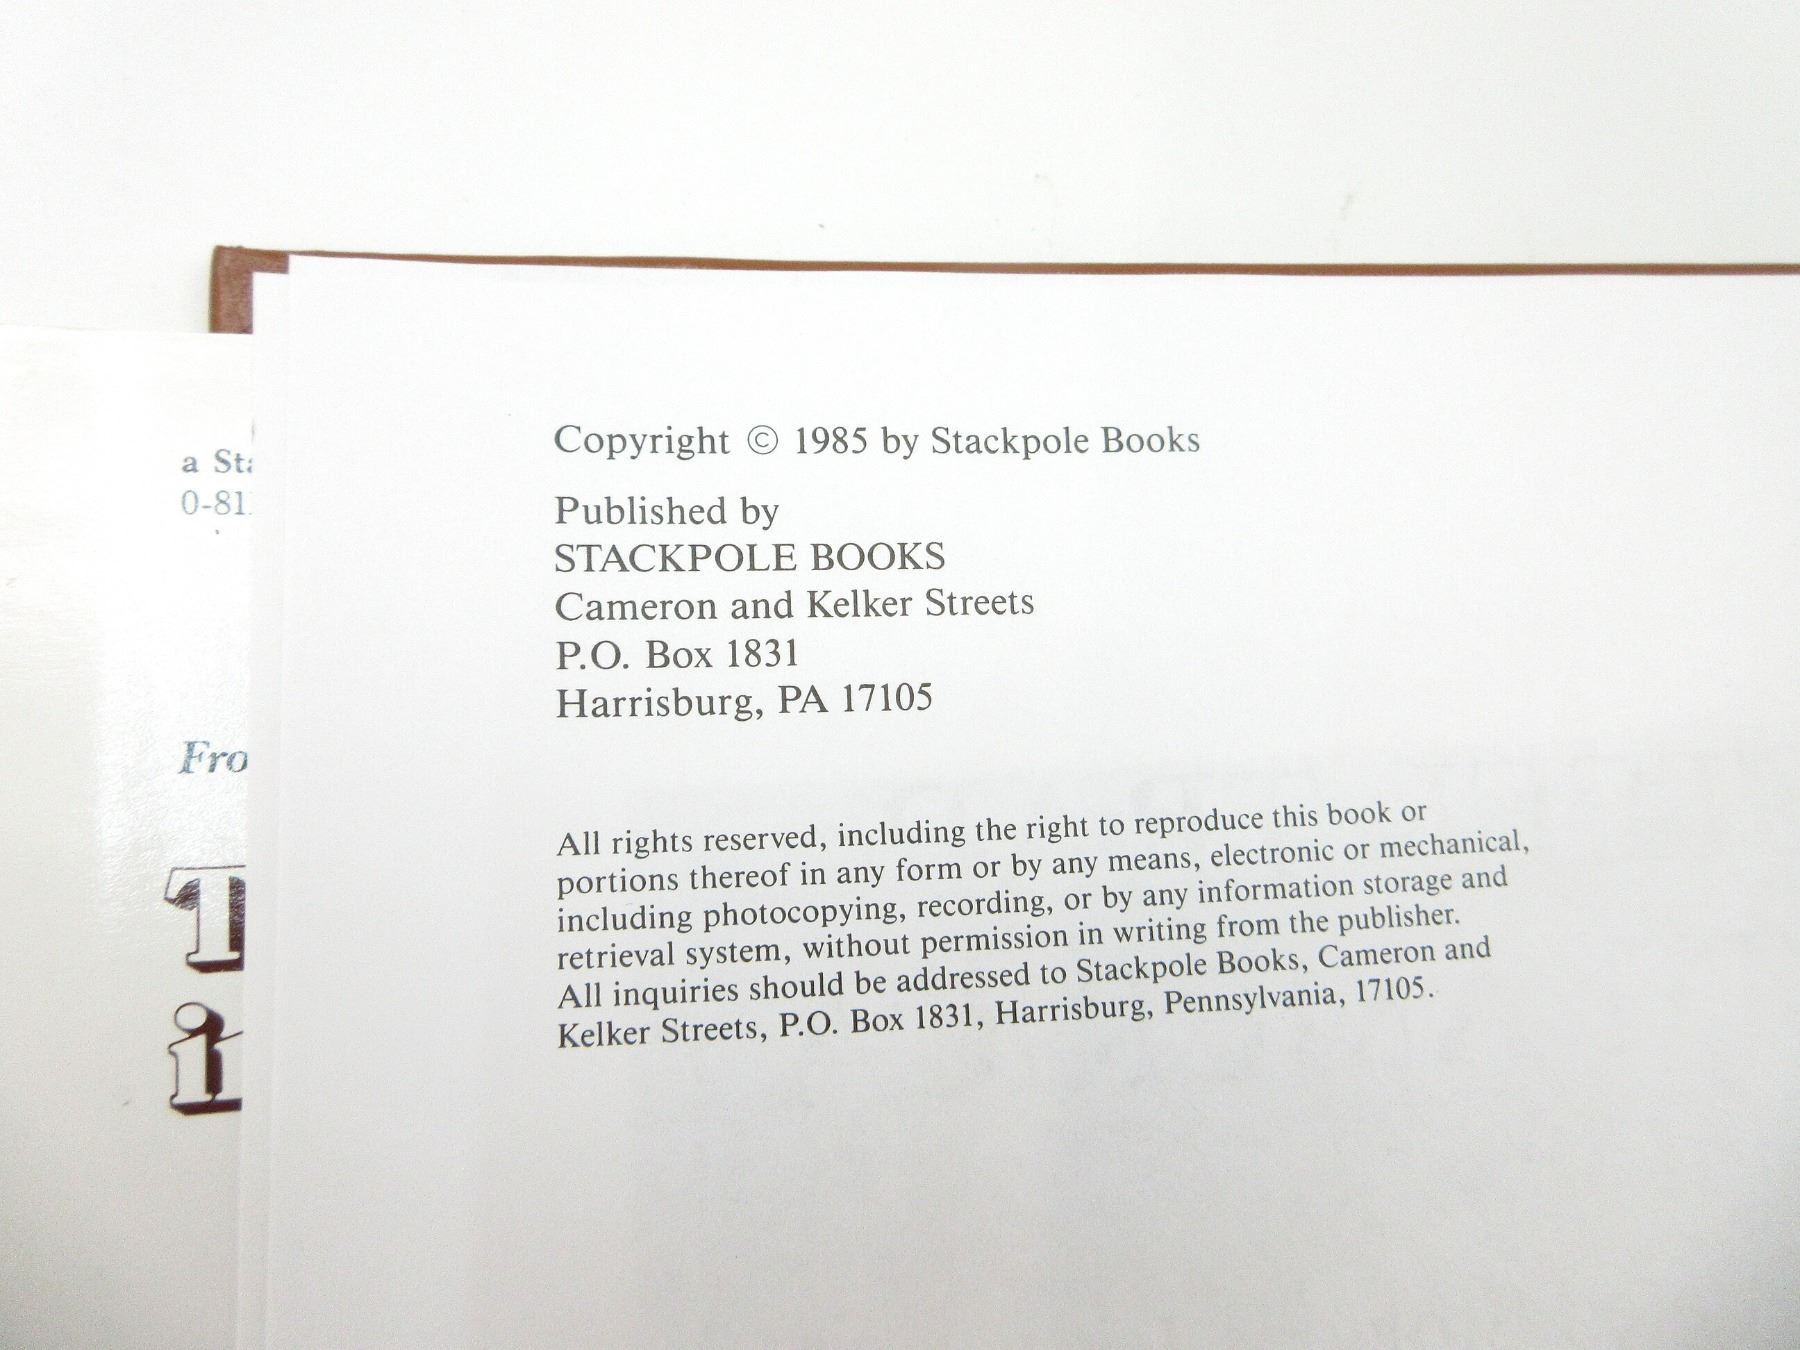 Copyright © 1985 by Stackpole Books
Published by
STACKPOLE BOOKS
Cameron and Kelker Streets
P.O. Box 1831
Harrisburg, PA 17105
All rights reserved, including the right to reproduce this book or
portions thereof in any form or by any means, electronic or mechanical,
including photocopying, recording, or by any information storage and
retrieval system, without permission in writing from the publisher.
All inquiries should be addressed to Stackpole Books, Cameron and
Kelker Streets, P.O. Box 1831, Harrisburg, Pennsylvania, 17105.
a